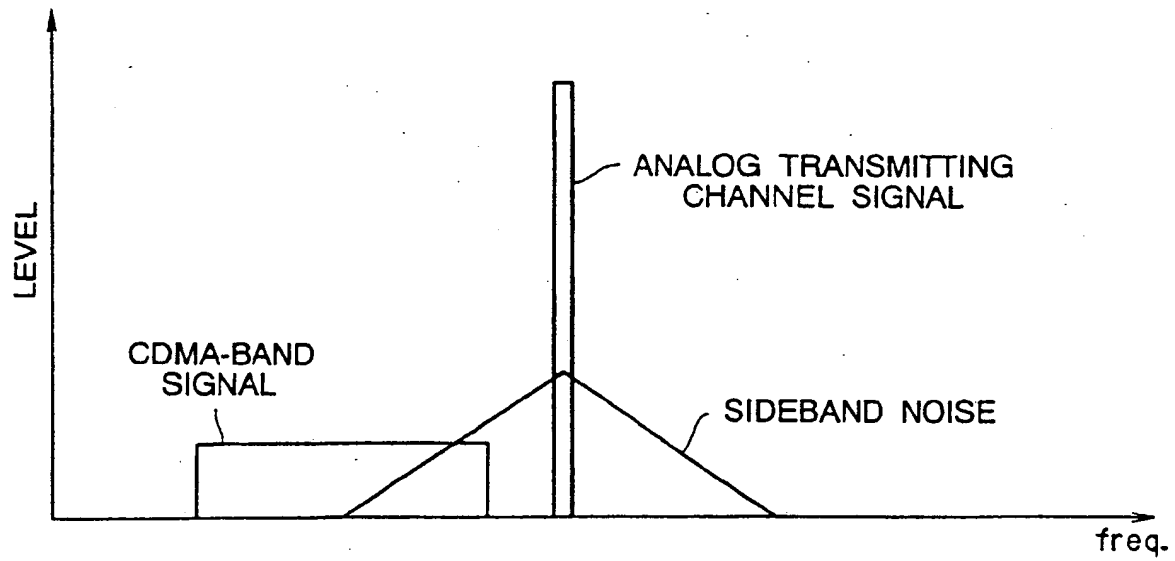 ANALOG TRANSMITTING
CHANNEL SIGNAL
LEVEL
CDMA-BAND
SIGNAL
SIDEBAND NOISE
freq.